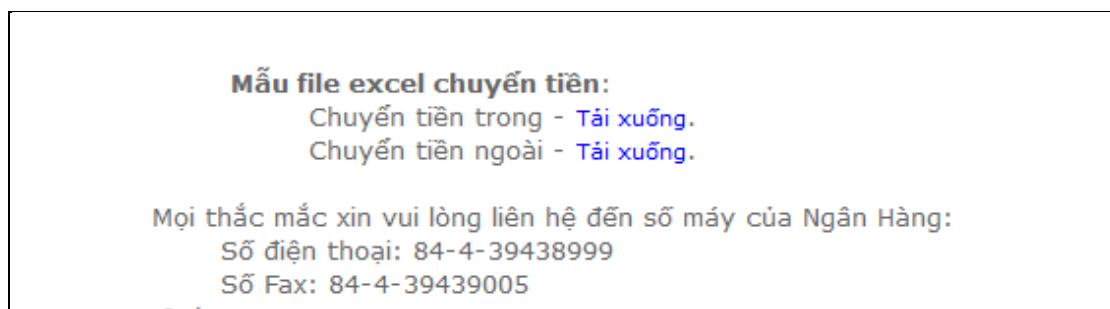 Mẫu file excel chuyển tiền:
Chuyển tiền trong - Tải xuống.
Chuyển tiền ngoài - Tải xuống.
Mọi thắc mắc xin vui lòng liên hệ đến số máy của Ngân Hàng:
Số điện thoại: 84-4-39438999
Số Fax: 84-4-39439005